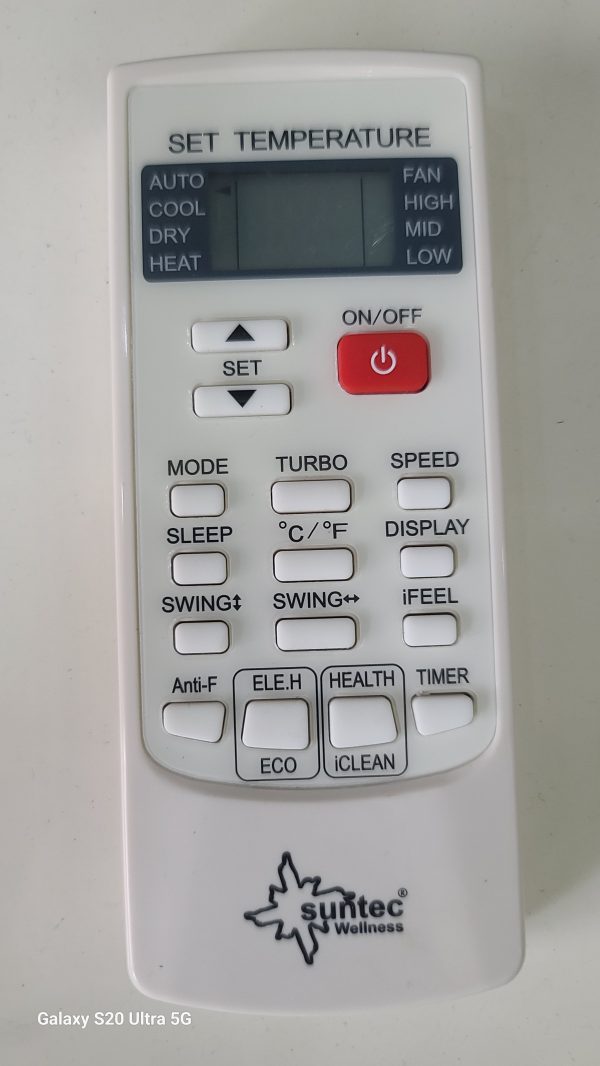 SET TEMPERATURE
AUTO FAN
COOL HIGH
DRY MID
HEAT LOW
ON/OFF
SET
MODE TURBO SPEED
SLEEP °C/°F DISPLAY
SWING↕ SWING↔ iFEEL
Anti-F ELE.H HEALTH TIMER
ECO iCLEAN
suntec®
Wellness
Galaxy S20 Ultra 5G